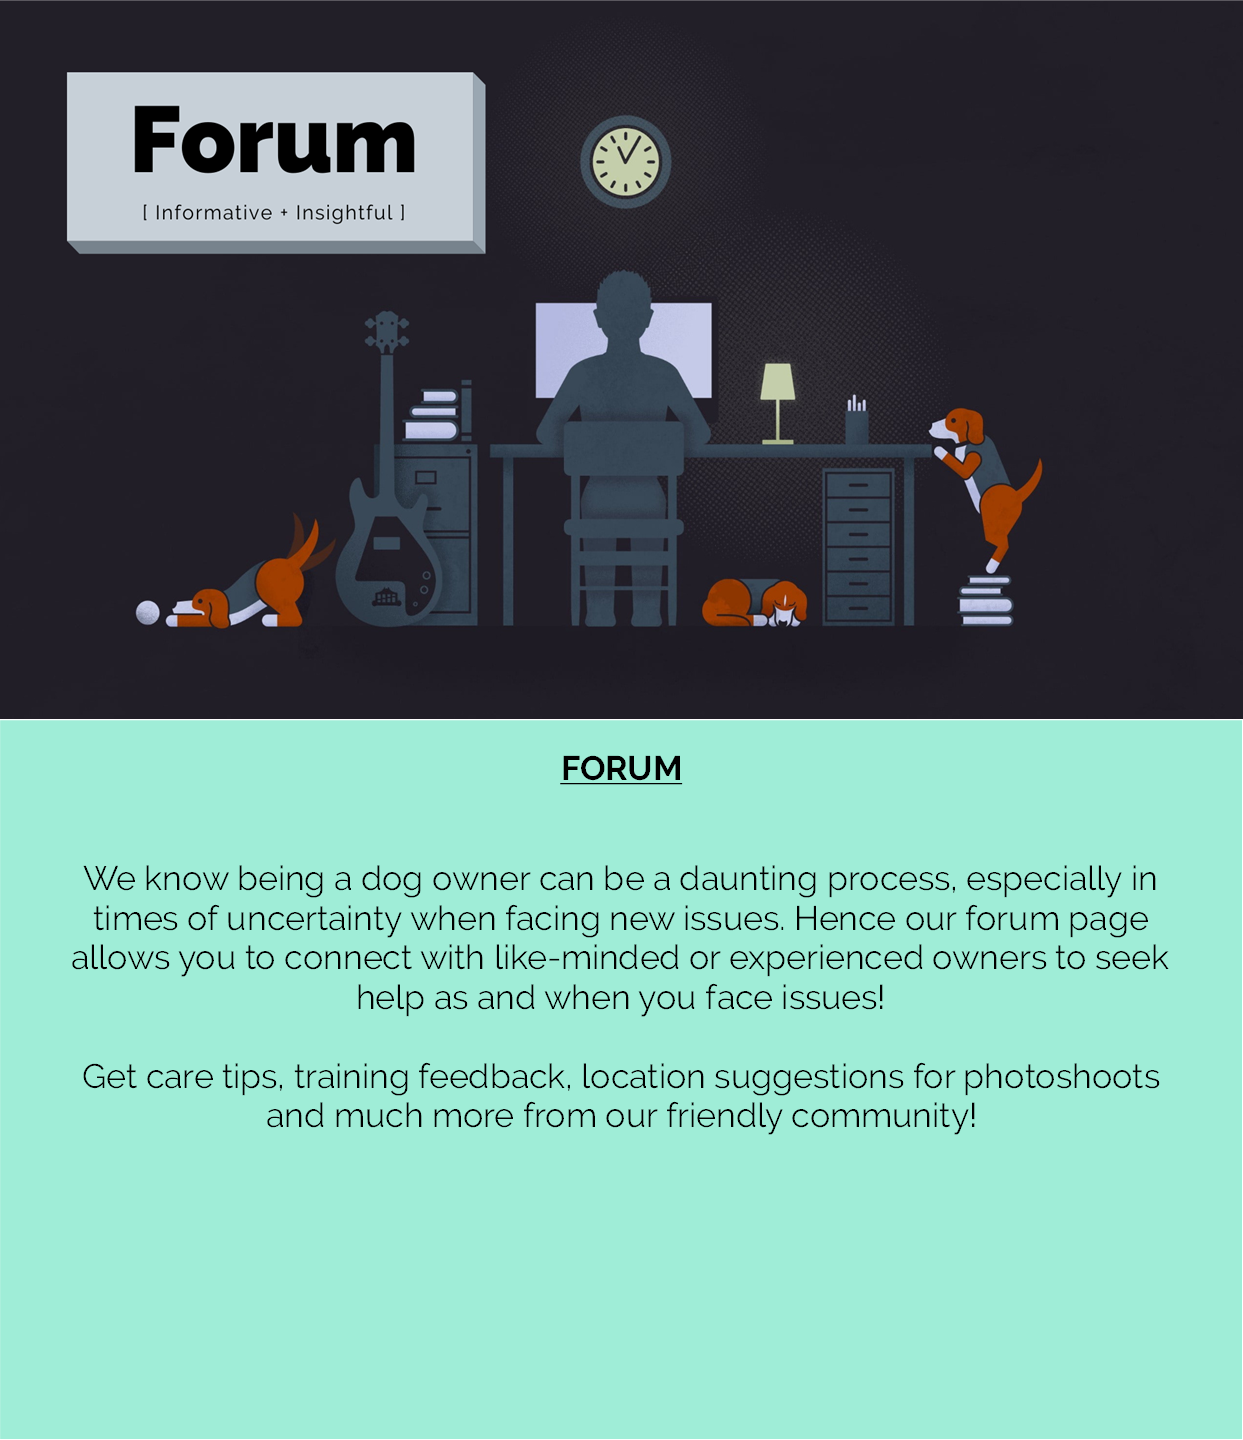 Forum
[ Informative + Insightful ]
FORUM
We know being a dog owner can be a daunting process, especially in
times of uncertainty when facing new issues. Hence our forum page
allows you to connect with like-minded or experienced owners to seek
help as and when you face issues!
Get care tips, training feedback, location suggestions for photoshoots
and much more from our friendly community!